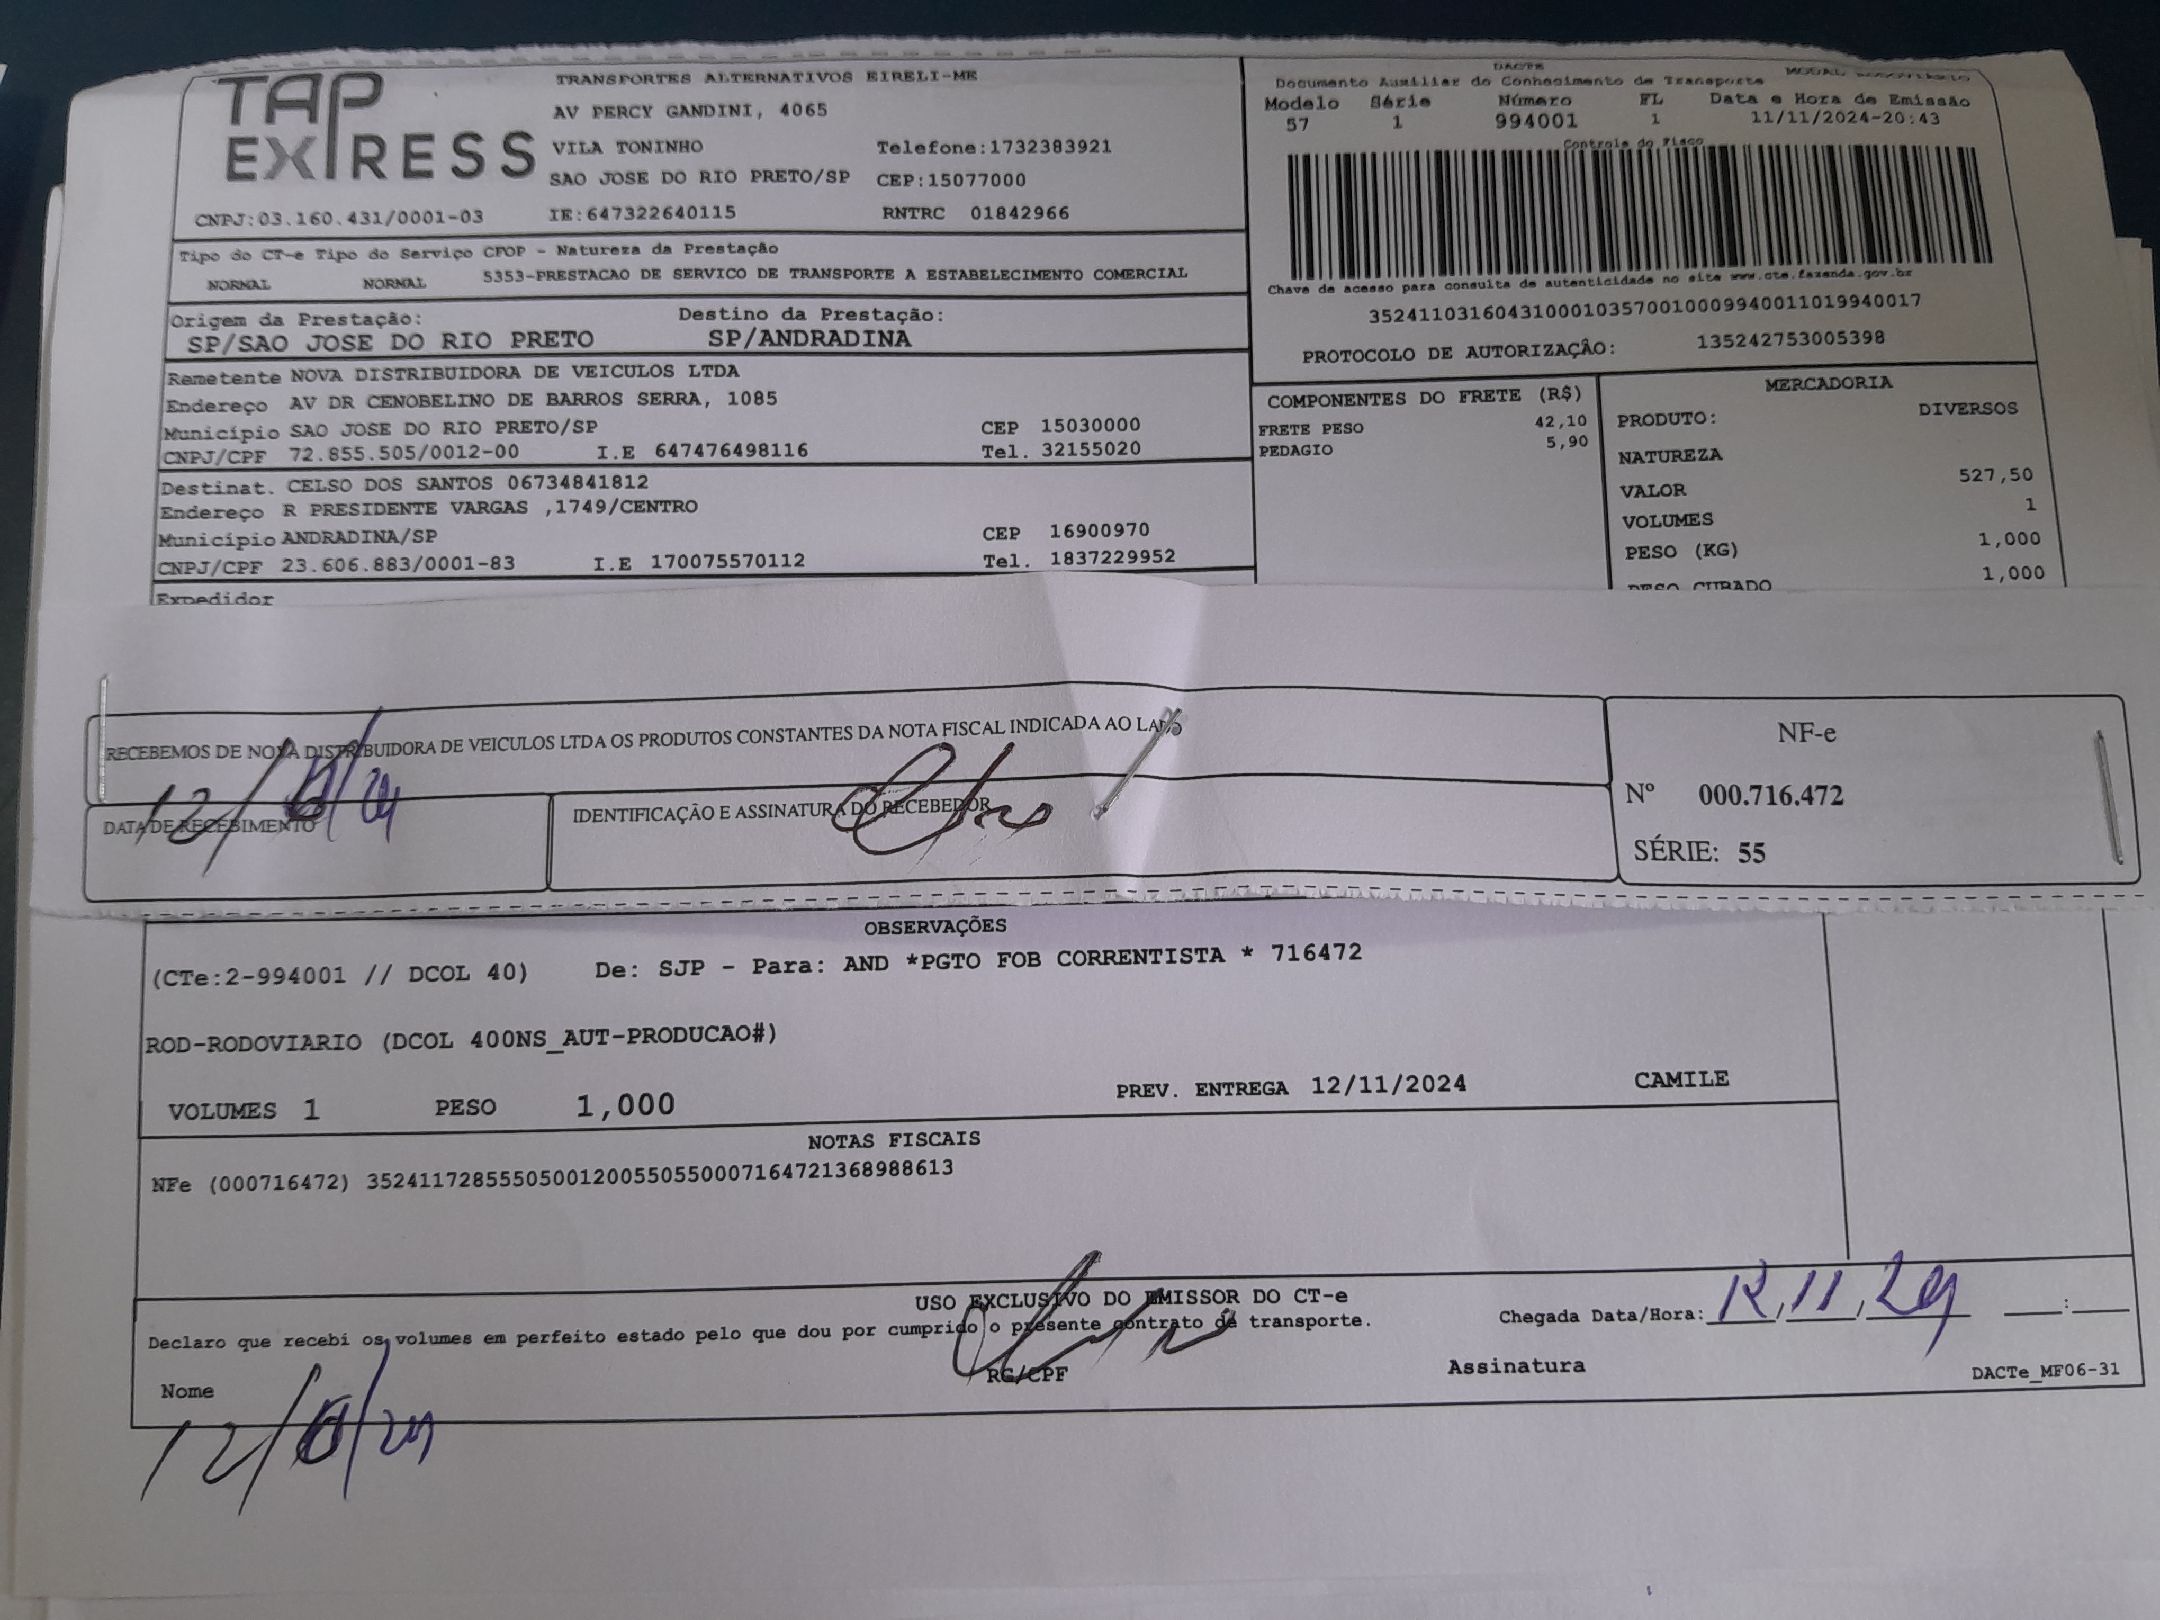 TAP EXPRESS
TRANSPORTES ALTERNATIVOS EIRELI-ME
AV PERCY GANDINI, 4065
VILA TONINHO Telefone:1732383921
SAO JOSE DO RIO PRETO/SP CEP:15077000
CNPJ:03.160.431/0001-03 IE:647322640115 RNTRC 01842966
DACTE
Documento Auxiliar do Conhecimento de Transporte MODAL RODOVIARIO
Modelo Série Número FL Data e Hora de Emissão
57 1 994001 1 11/11/2024-20:43
Controle do Fisco
Chave de acesso para consulta de autenticidade no site www.cte.fazenda.gov.br
35241103160431000103570010009940011019940017
PROTOCOLO DE AUTORIZAÇÃO: 135242753005398
Tipo do CT-e Tipo do Serviço CFOP - Natureza da Prestação
NORMAL NORMAL 5353-PRESTACAO DE SERVICO DE TRANSPORTE A ESTABELECIMENTO COMERCIAL
Origem da Prestação: Destino da Prestação:
SP/SAO JOSE DO RIO PRETO SP/ANDRADINA
Remetente NOVA DISTRIBUIDORA DE VEICULOS LTDA
Endereço AV DR CENOBELINO DE BARROS SERRA, 1085
Município SAO JOSE DO RIO PRETO/SP CEP 15030000
CNPJ/CPF 72.855.505/0012-00 I.E 647476498116 Tel. 32155020
Destinat. CELSO DOS SANTOS 06734841812
Endereço R PRESIDENTE VARGAS ,1749/CENTRO
Município ANDRADINA/SP CEP 16900970
CNPJ/CPF 23.606.883/0001-83 I.E 170075570112 Tel. 1837229952
Expedidor
COMPONENTES DO FRETE (R$)
FRETE PESO 42,10
PEDAGIO 5,90
MERCADORIA
PRODUTO: DIVERSOS
NATUREZA
VALOR 527,50
VOLUMES 1
PESO (KG) 1,000
PESO CUBADO 1,000
RECEBEMOS DE NOVA DISTRIBUIDORA DE VEICULOS LTDA OS PRODUTOS CONSTANTES DA NOTA FISCAL INDICADA AO LADO
DATA DE RECEBIMENTO
12/11/24
IDENTIFICAÇÃO E ASSINATURA DO RECEBEDOR
NF-e
Nº 000.716.472
SÉRIE: 55
OBSERVAÇÕES
(CTe:2-994001 // DCOL 40) De: SJP - Para: AND *PGTO FOB CORRENTISTA * 716472
ROD-RODOVIARIO (DCOL 400NS_AUT-PRODUCAO#)
VOLUMES 1 PESO 1,000 PREV. ENTREGA 12/11/2024 CAMILE
NOTAS FISCAIS
NFe (000716472) 35241172855505001200550550007164721368988613
USO EXCLUSIVO DO EMISSOR DO CT-e
Declaro que recebi os volumes em perfeito estado pelo que dou por cumprido o presente contrato de transporte.
Chegada Data/Hora: 12/11/24 __:__
Nome RG/CPF Assinatura DACTe_MF06-31
12/11/24